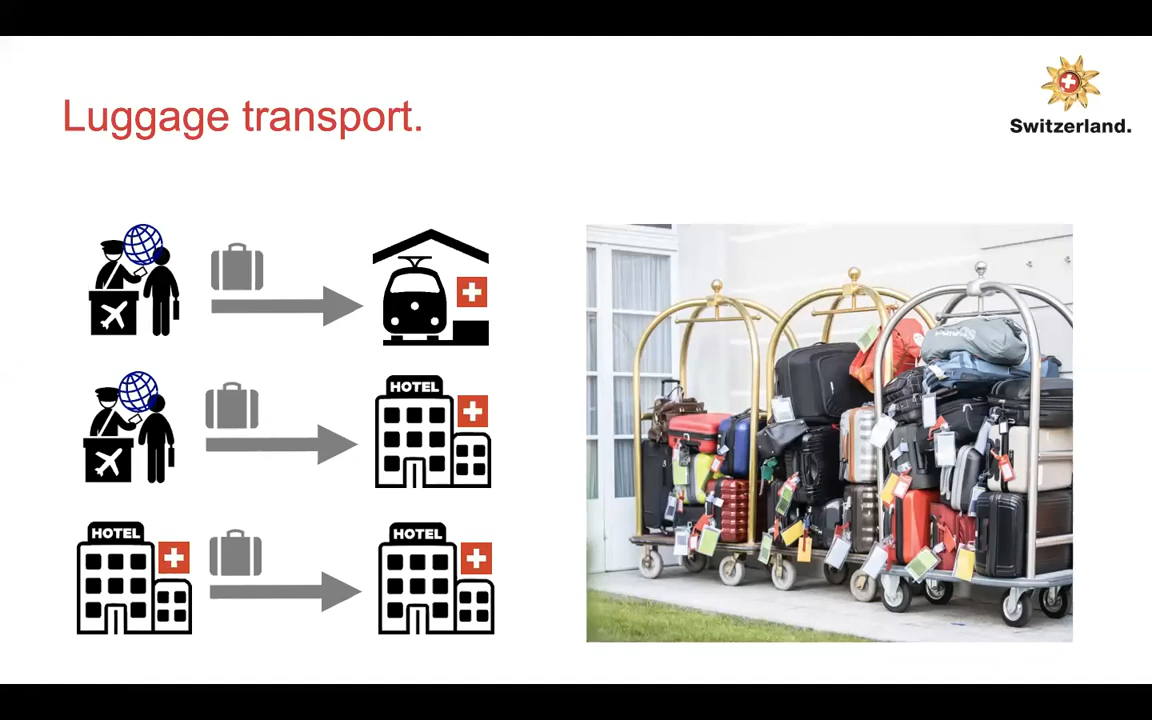 Luggage transport.
Switzerland.
HOTEL
HOTEL
HOTEL